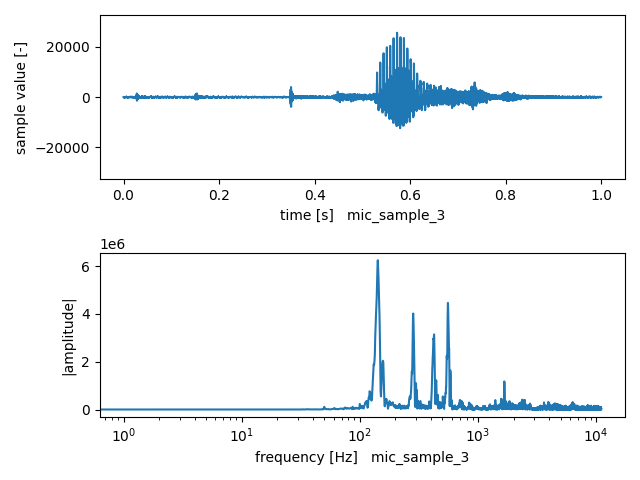 20000
0
−20000
sample value [-]
0.0 0.2 0.4 0.6 0.8 1.0
time [s]   mic_sample_3
1e6
6
4
2
0
|amplitude|
10⁰ 10¹ 10² 10³ 10⁴
frequency [Hz]   mic_sample_3